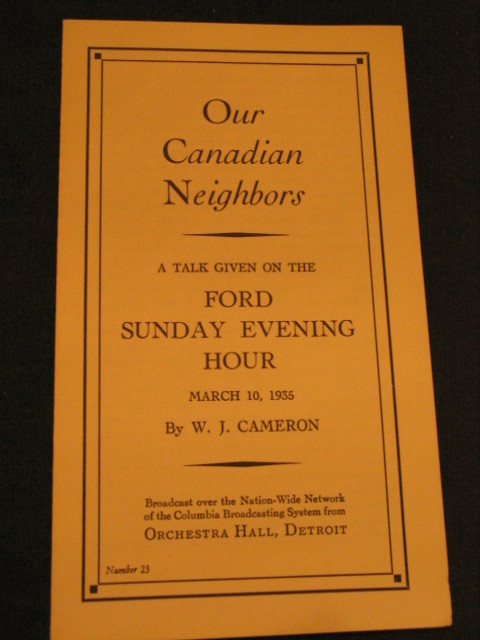 Our
Canadian
Neighbors
A TALK GIVEN ON THE
FORD
SUNDAY EVENING
HOUR
MARCH 10, 1935
By W. J. CAMERON
Broadcast over the Nation-Wide Network
of the Columbia Broadcasting System from
ORCHESTRA HALL, DETROIT
Number 23